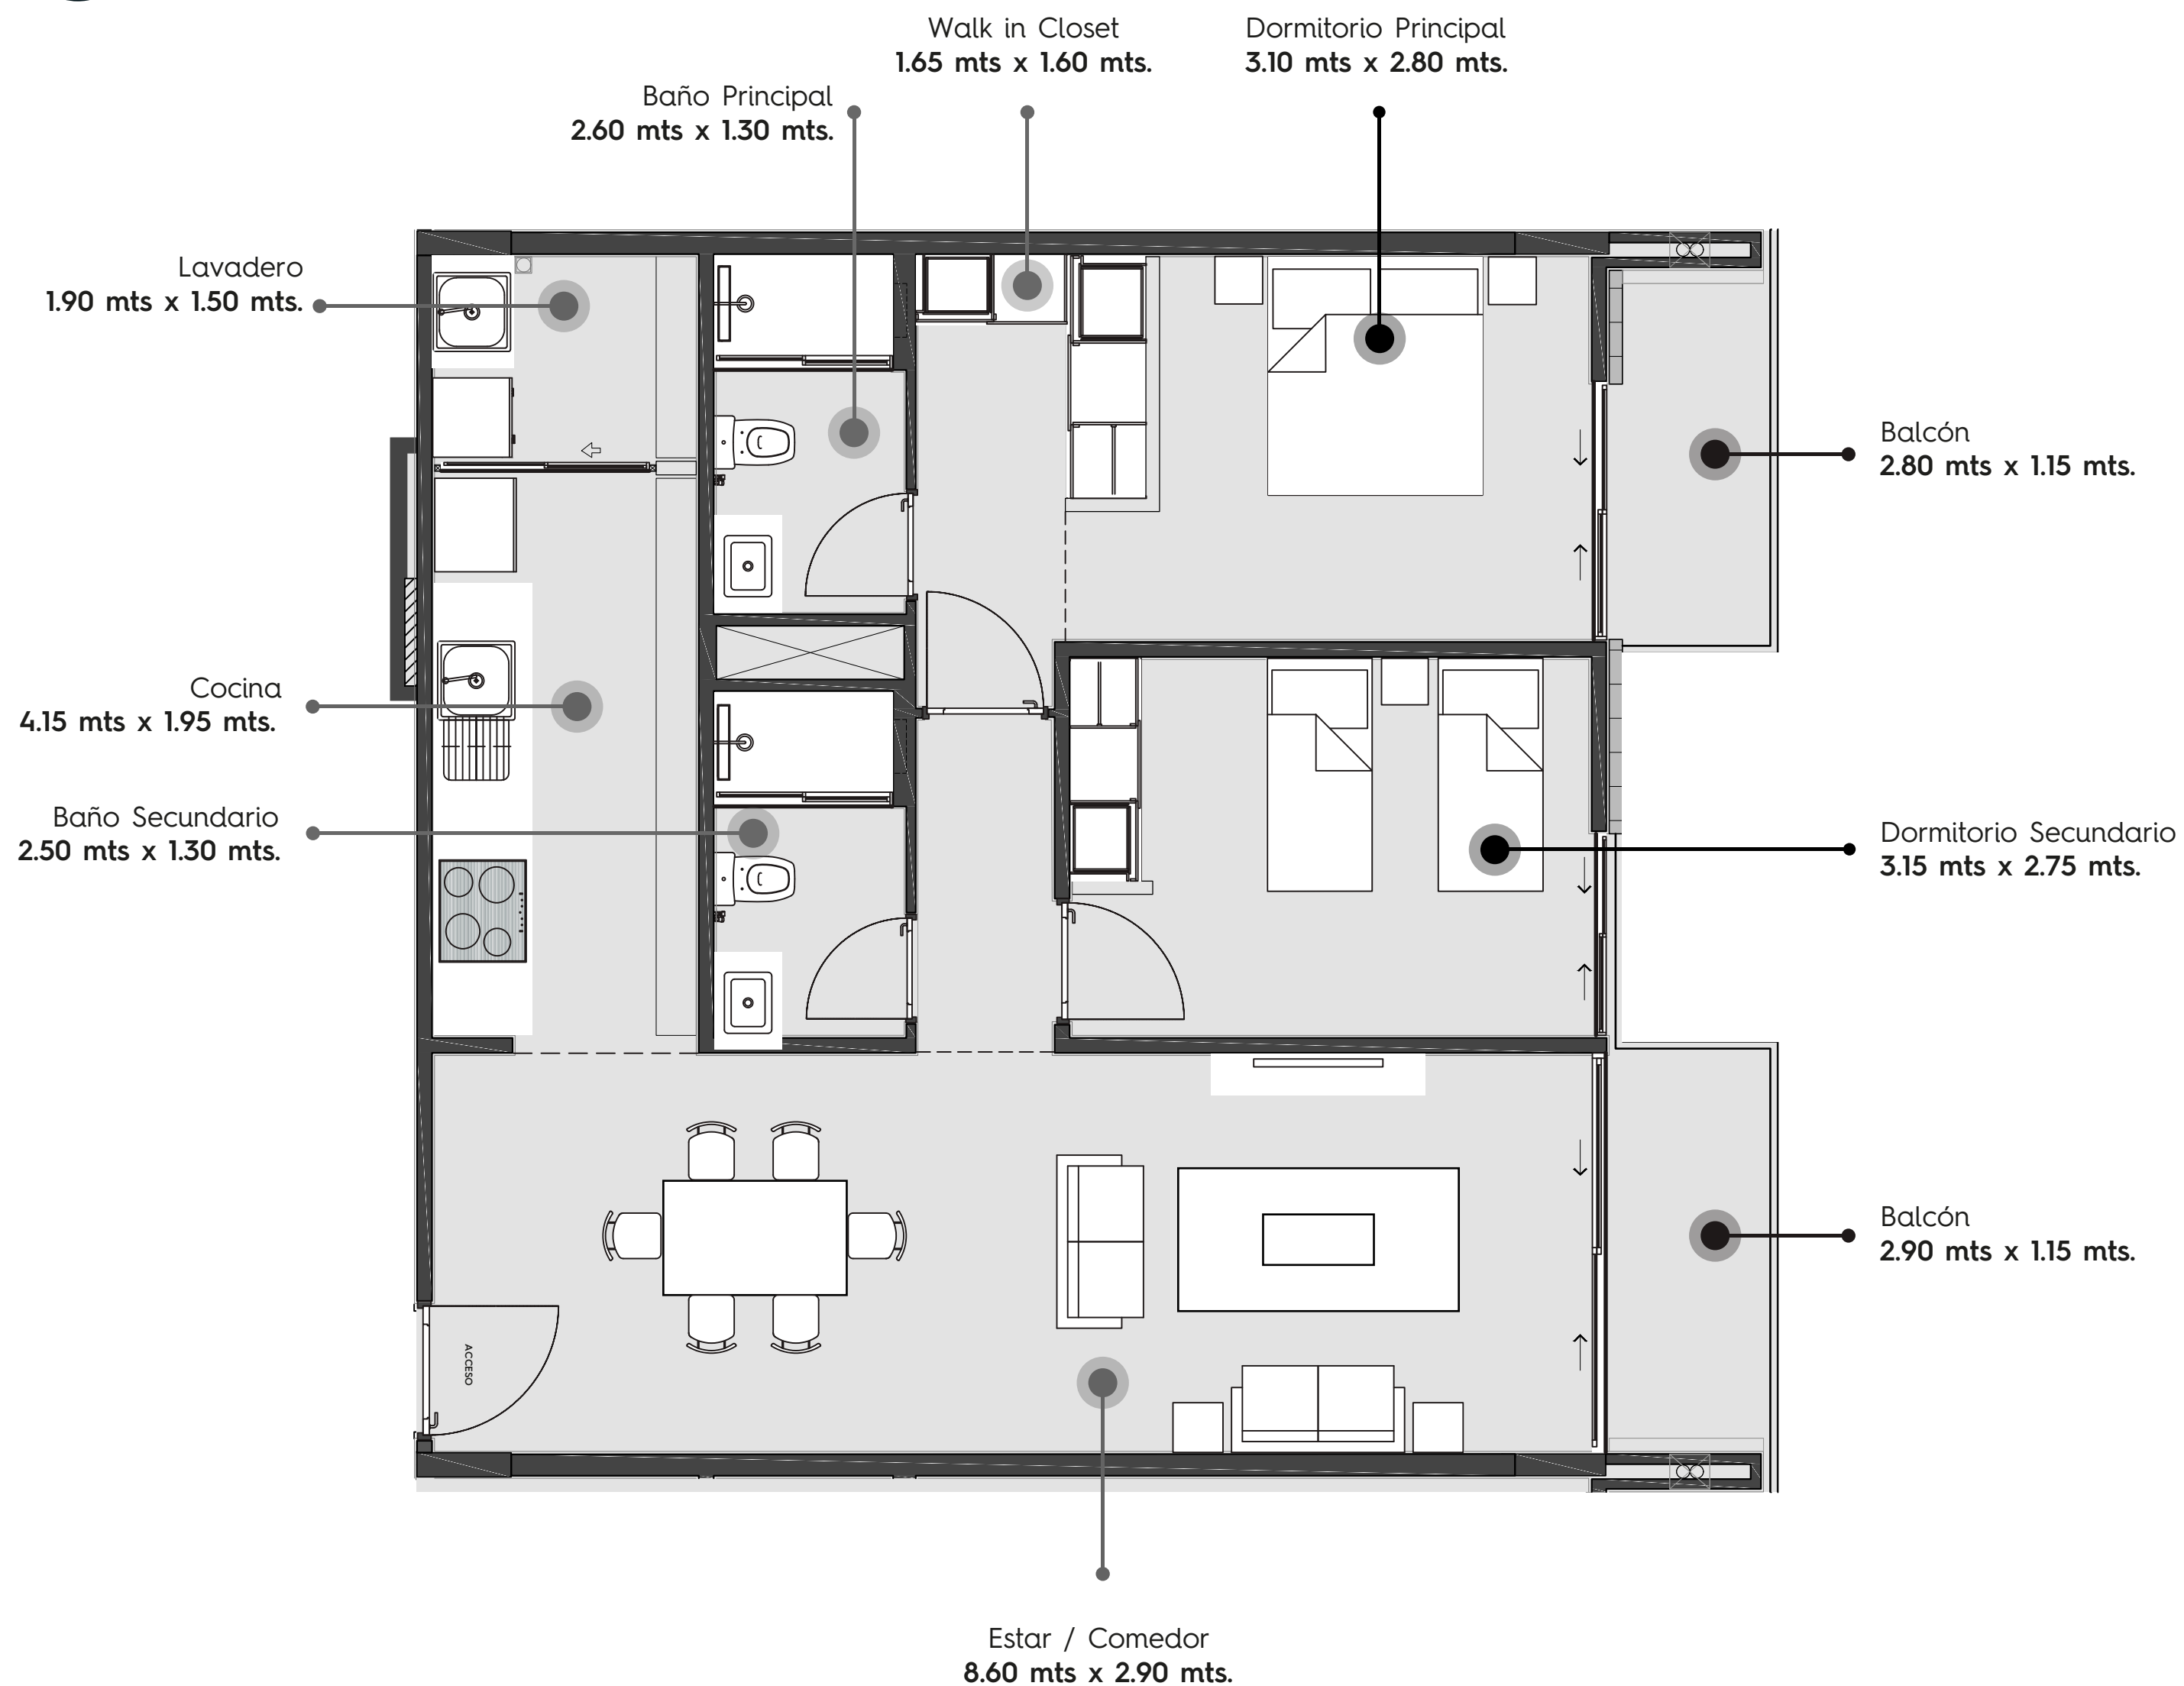 Walk in Closet
1.65 mts x 1.60 mts.
Dormitorio Principal
3.10 mts x 2.80 mts.
Baño Principal
2.60 mts x 1.30 mts.
Lavadero
1.90 mts x 1.50 mts.
Balcón
2.80 mts x 1.15 mts.
Cocina
4.15 mts x 1.95 mts.
Baño Secundario
2.50 mts x 1.30 mts.
Dormitorio Secundario
3.15 mts x 2.75 mts.
Balcón
2.90 mts x 1.15 mts.
ACCESO
Estar / Comedor
8.60 mts x 2.90 mts.